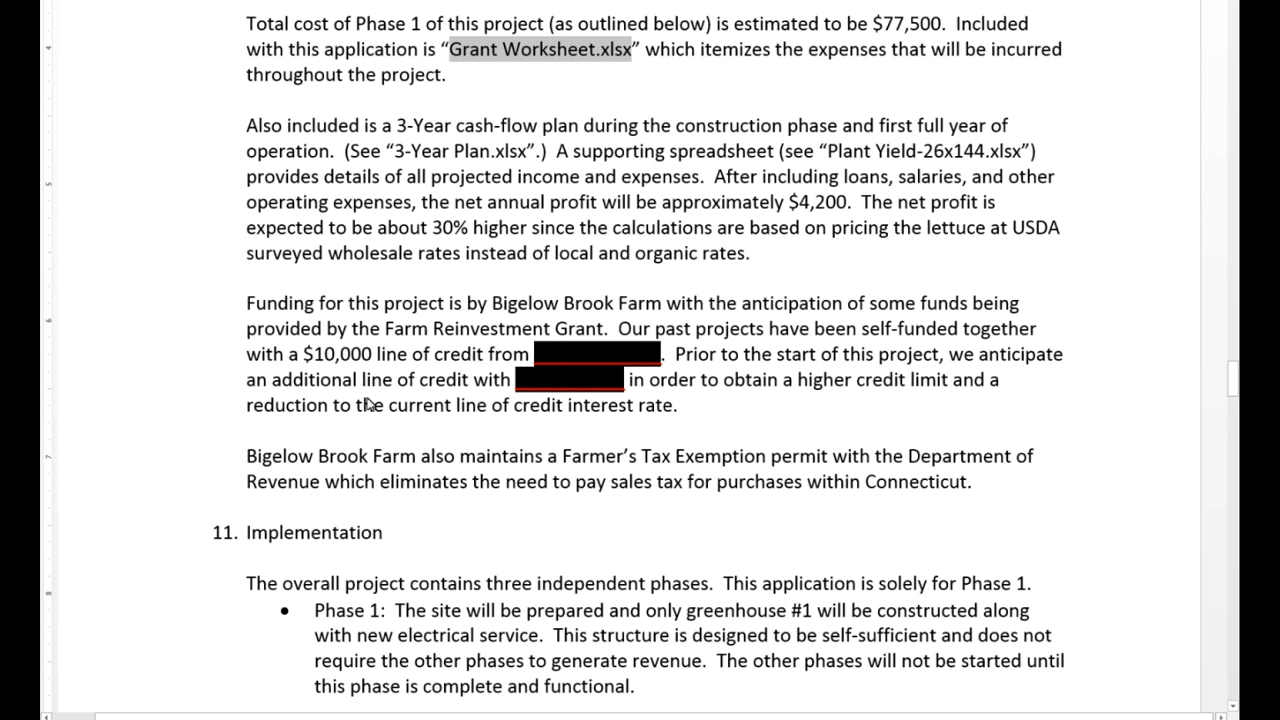 Total cost of Phase 1 of this project (as outlined below) is estimated to be $77,500.  Included
with this application is “Grant Worksheet.xlsx” which itemizes the expenses that will be incurred
throughout the project.
Also included is a 3-Year cash-flow plan during the construction phase and first full year of
operation.  (See “3-Year Plan.xlsx”.)  A supporting spreadsheet (see “Plant Yield-26x144.xlsx”)
provides details of all projected income and expenses.  After including loans, salaries, and other
operating expenses, the net annual profit will be approximately $4,200.  The net profit is
expected to be about 30% higher since the calculations are based on pricing the lettuce at USDA
surveyed wholesale rates instead of local and organic rates.
Funding for this project is by Bigelow Brook Farm with the anticipation of some funds being
provided by the Farm Reinvestment Grant.  Our past projects have been self-funded together
with a $10,000 line of credit from .  Prior to the start of this project, we anticipate
an additional line of credit with in order to obtain a higher credit limit and a
reduction to the current line of credit interest rate.
Bigelow Brook Farm also maintains a Farmer’s Tax Exemption permit with the Department of
Revenue which eliminates the need to pay sales tax for purchases within Connecticut.
11. Implementation
The overall project contains three independent phases.  This application is solely for Phase 1.
• Phase 1:  The site will be prepared and only greenhouse #1 will be constructed along
with new electrical service.  This structure is designed to be self-sufficient and does not
require the other phases to generate revenue.  The other phases will not be started until
this phase is complete and functional.
4
5
6
7
8